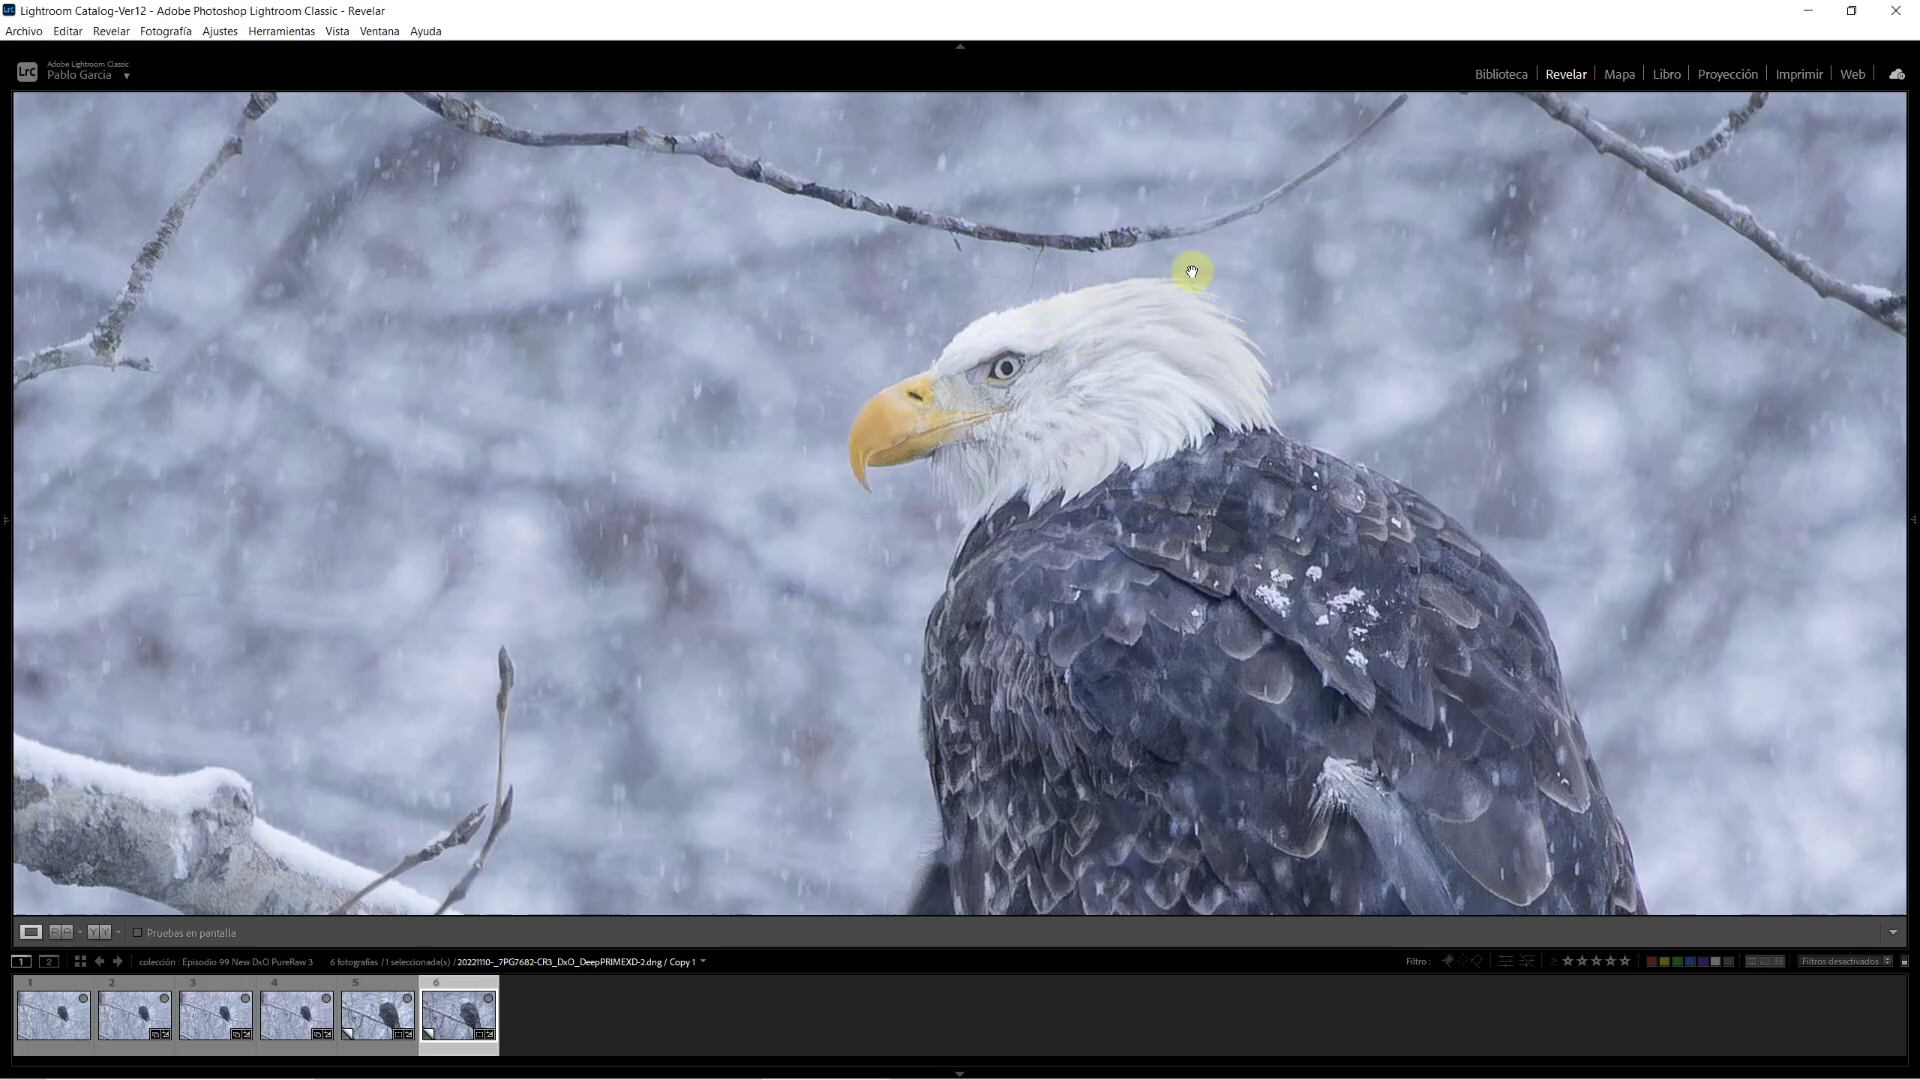 Lightroom Catalog-Ver12 - Adobe Photoshop Lightroom Classic - Revelar
Archivo Editar Revelar Fotografía Ajustes Herramientas Vista Ventana Ayuda
LrC Adobe Lightroom Classic
Pablo Garcia
Biblioteca | Revelar | Mapa | Libro | Proyección | Imprimir | Web |
R A Y Y Pruebas en pantalla
1 2 colección : Episodio 99 New DxO PureRaw 3 6 fotografías /1 seleccionada(s) /20221110-_7PG7682-CR3_DxO_DeepPRIMEXD-2.dng / Copy 1 Filtro : Filtros desactivados
1 2 3 4 5 6